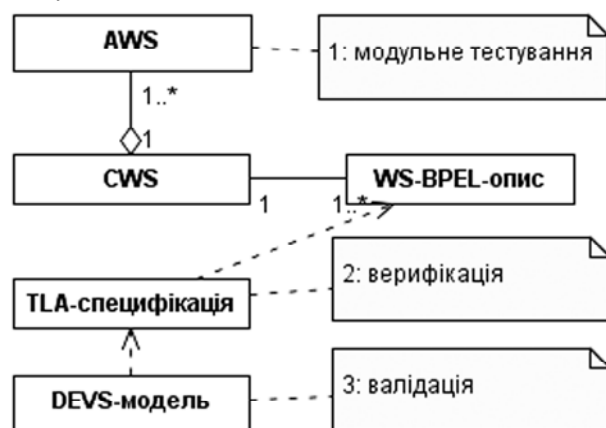 AWS
1: модульне тестування
1..*
1
CWS
WS-BPEL-опис
1
1..*
2: верифікація
TLA-специфікація
3: валідація
DEVS-модель